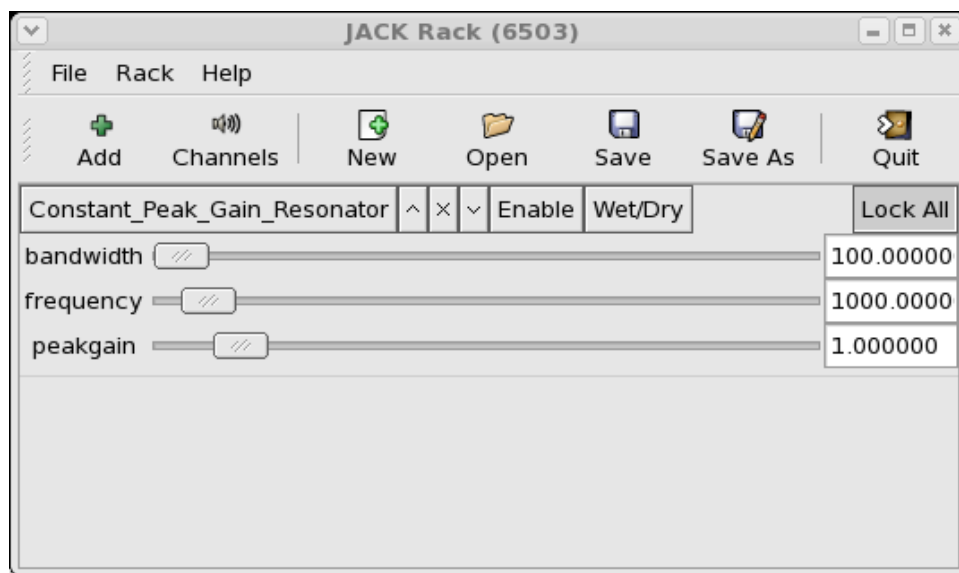 JACK Rack (6503)
File Rack Help
Add Channels New Open Save Save As Quit
Constant_Peak_Gain_Resonator Enable Wet/Dry Lock All
bandwidth 100.00000
frequency 1000.0000
peakgain 1.000000